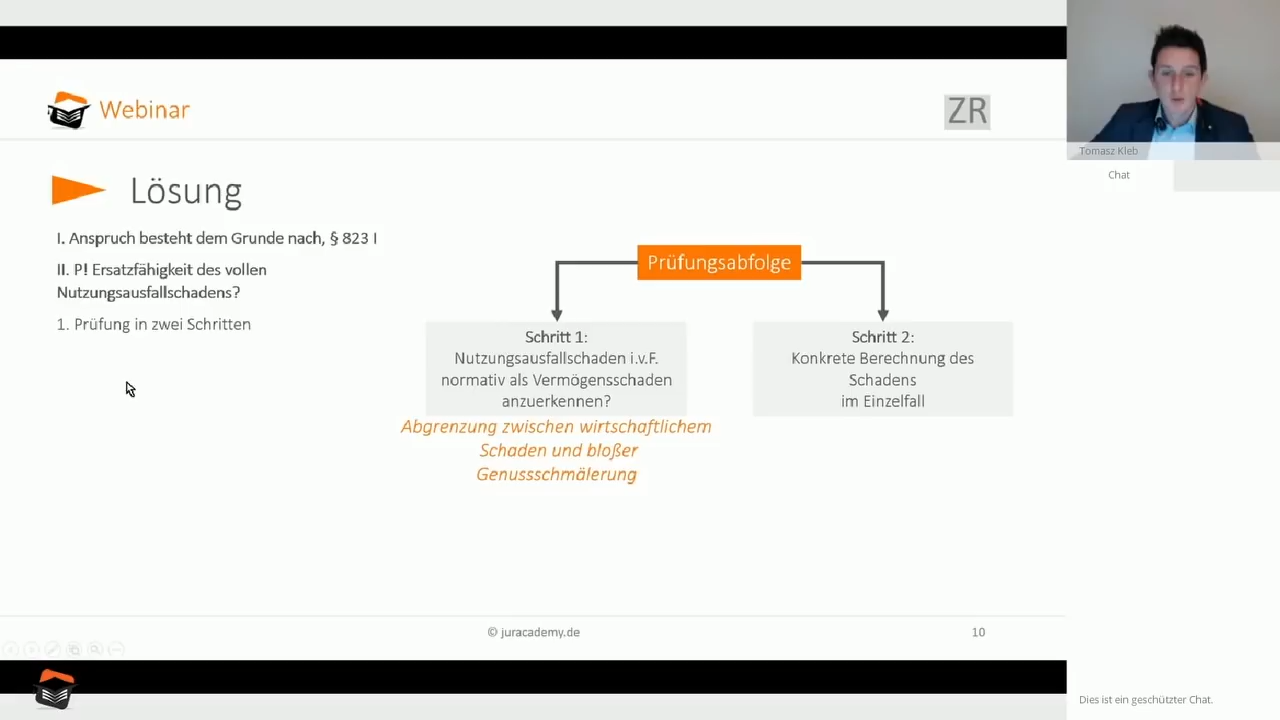 Webinar
ZR
Lösung
I. Anspruch besteht dem Grunde nach, § 823 I
II. P! Ersatzfähigkeit des vollen
Nutzungsausfallschadens?
1. Prüfung in zwei Schritten
Prüfungsabfolge
Schritt 1:
Nutzungsausfallschaden i.v.F.
normativ als Vermögensschaden
anzuerkennen?
Abgrenzung zwischen wirtschaftlichem
Schaden und bloßer
Genussschmälerung
Schritt 2:
Konkrete Berechnung des
Schadens
im Einzelfall
© juracademy.de
10
Tomasz Kleb
Chat
Dies ist ein geschützter Chat.